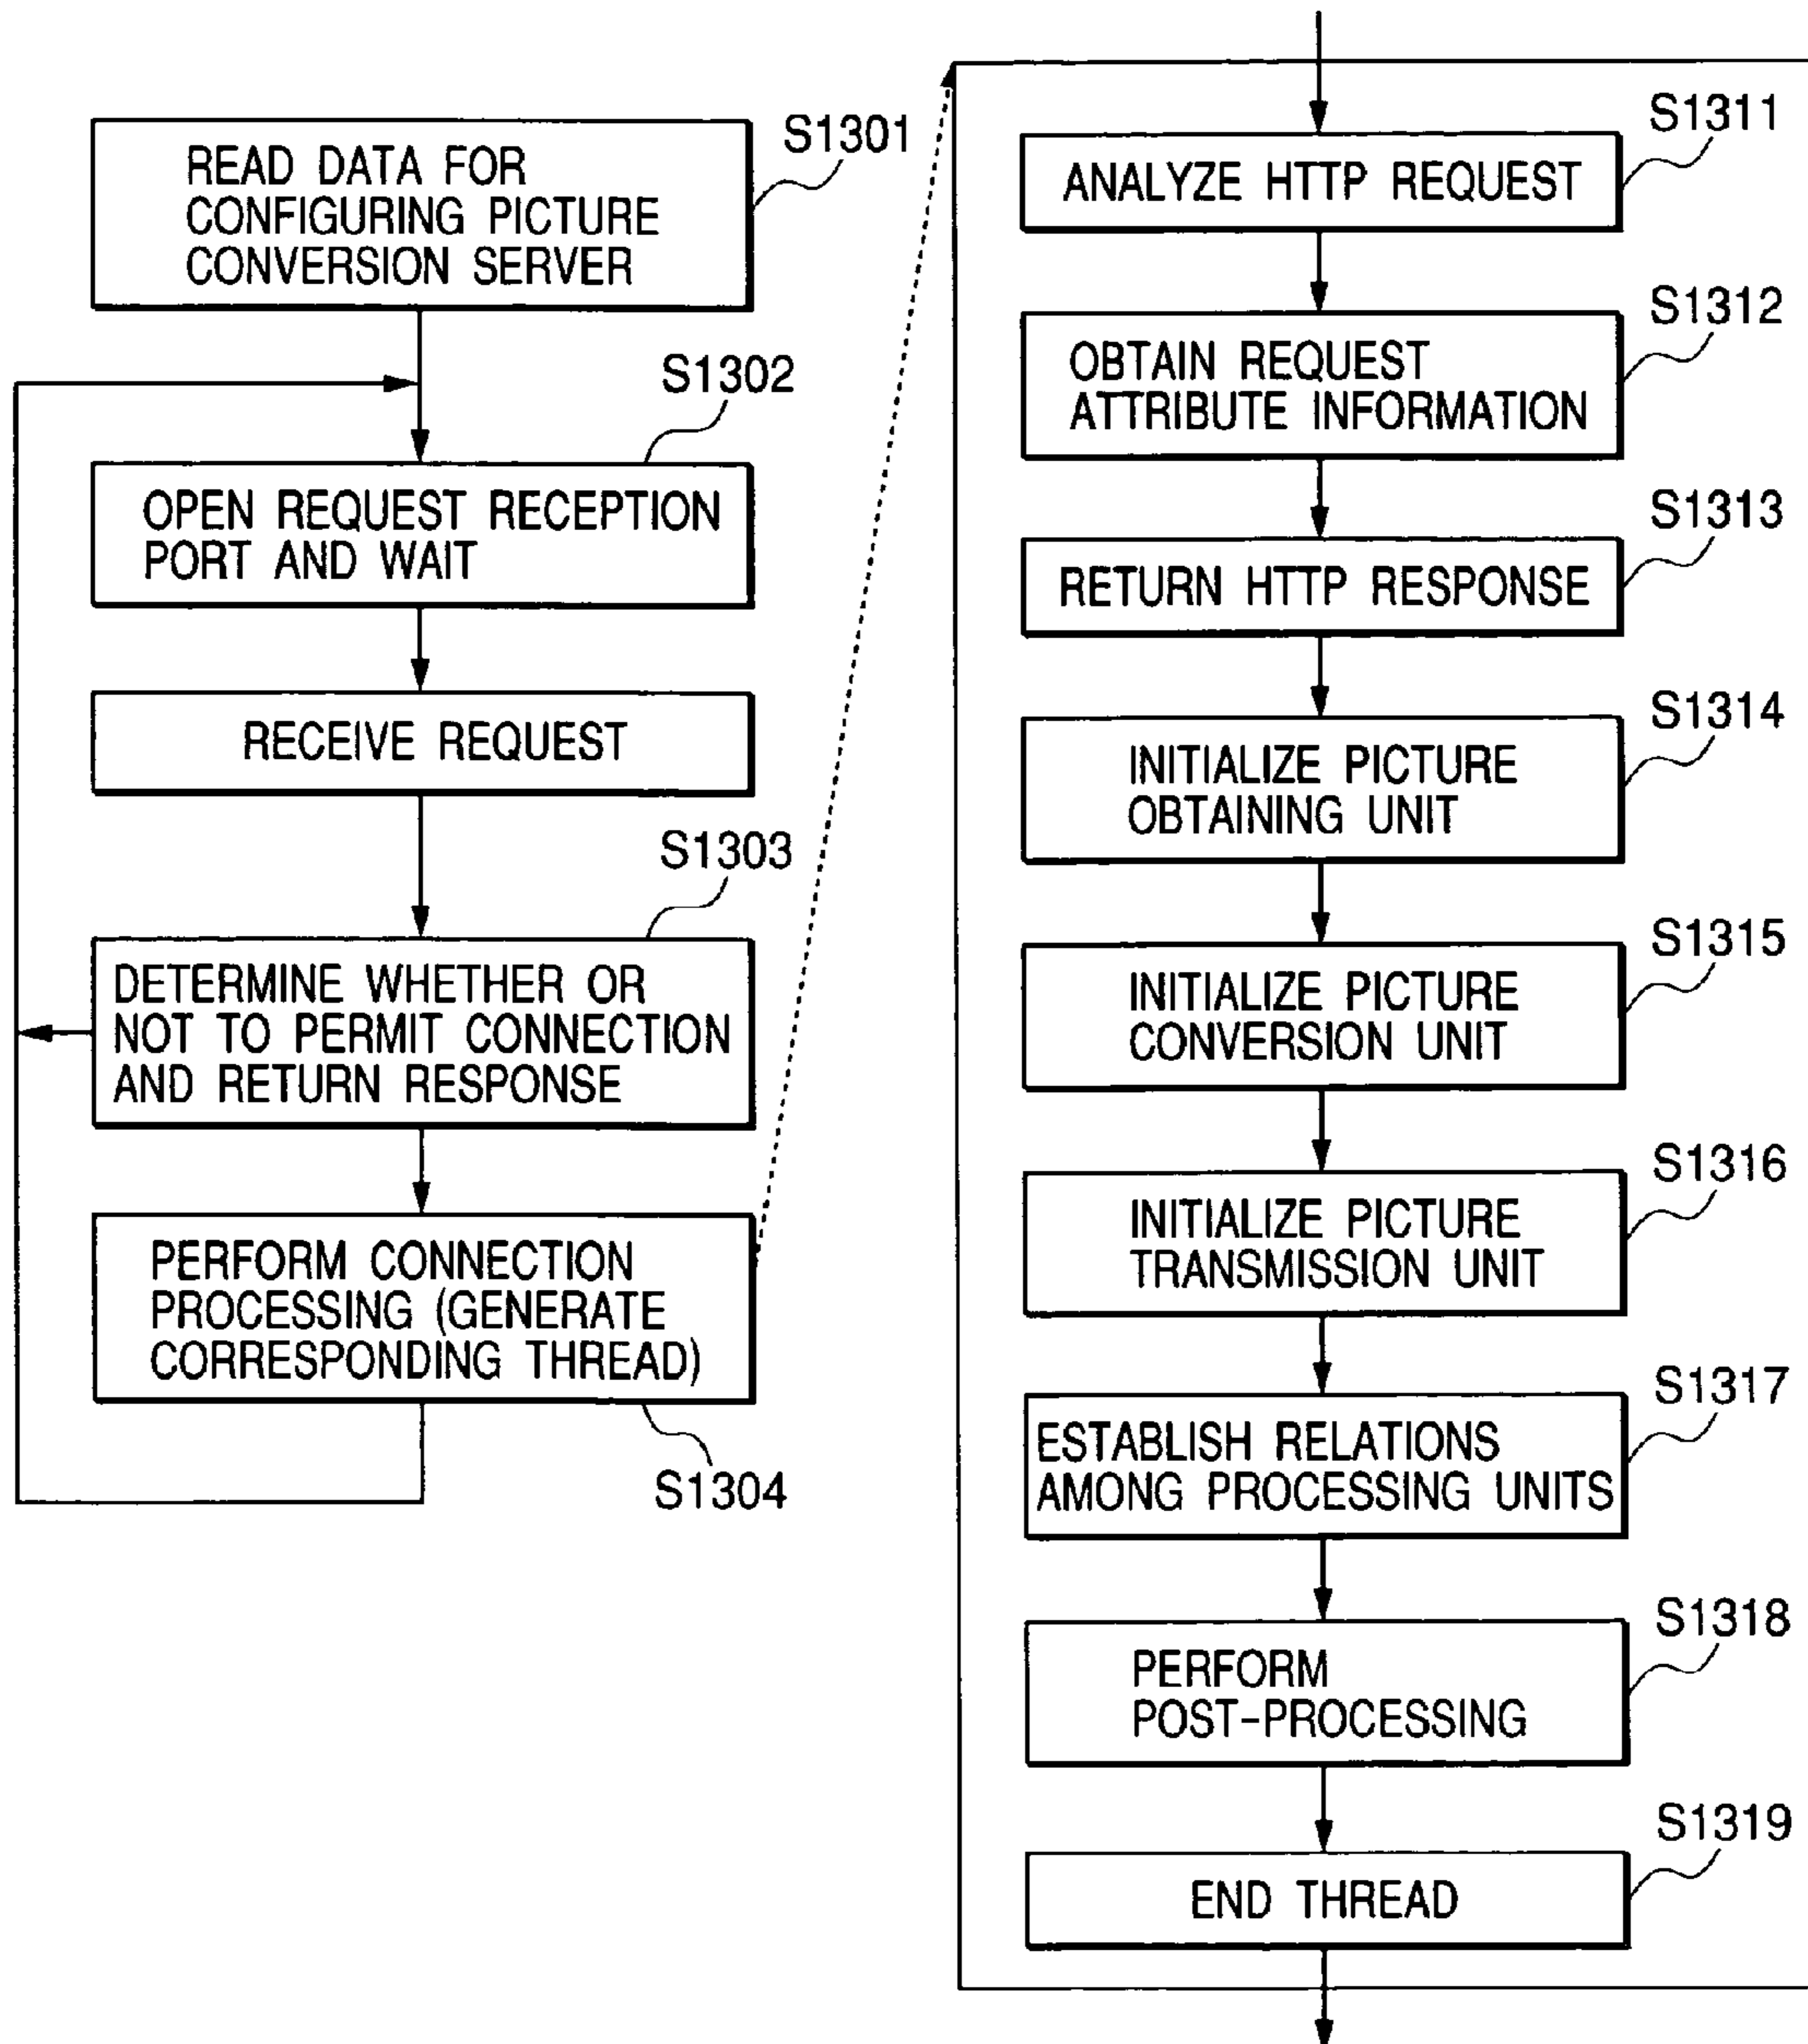 S1301
READ DATA FOR
CONFIGURING PICTURE
CONVERSION SERVER
S1302
OPEN REQUEST RECEPTION
PORT AND WAIT
RECEIVE REQUEST
S1303
DETERMINE WHETHER OR
NOT TO PERMIT CONNECTION
AND RETURN RESPONSE
PERFORM CONNECTION
PROCESSING (GENERATE
CORRESPONDING THREAD)
S1304
S1311
ANALYZE HTTP REQUEST
S1312
OBTAIN REQUEST
ATTRIBUTE INFORMATION
S1313
RETURN HTTP RESPONSE
S1314
INITIALIZE PICTURE
OBTAINING UNIT
S1315
INITIALIZE PICTURE
CONVERSION UNIT
S1316
INITIALIZE PICTURE
TRANSMISSION UNIT
S1317
ESTABLISH RELATIONS
AMONG PROCESSING UNITS
S1318
PERFORM
POST-PROCESSING
S1319
END THREAD